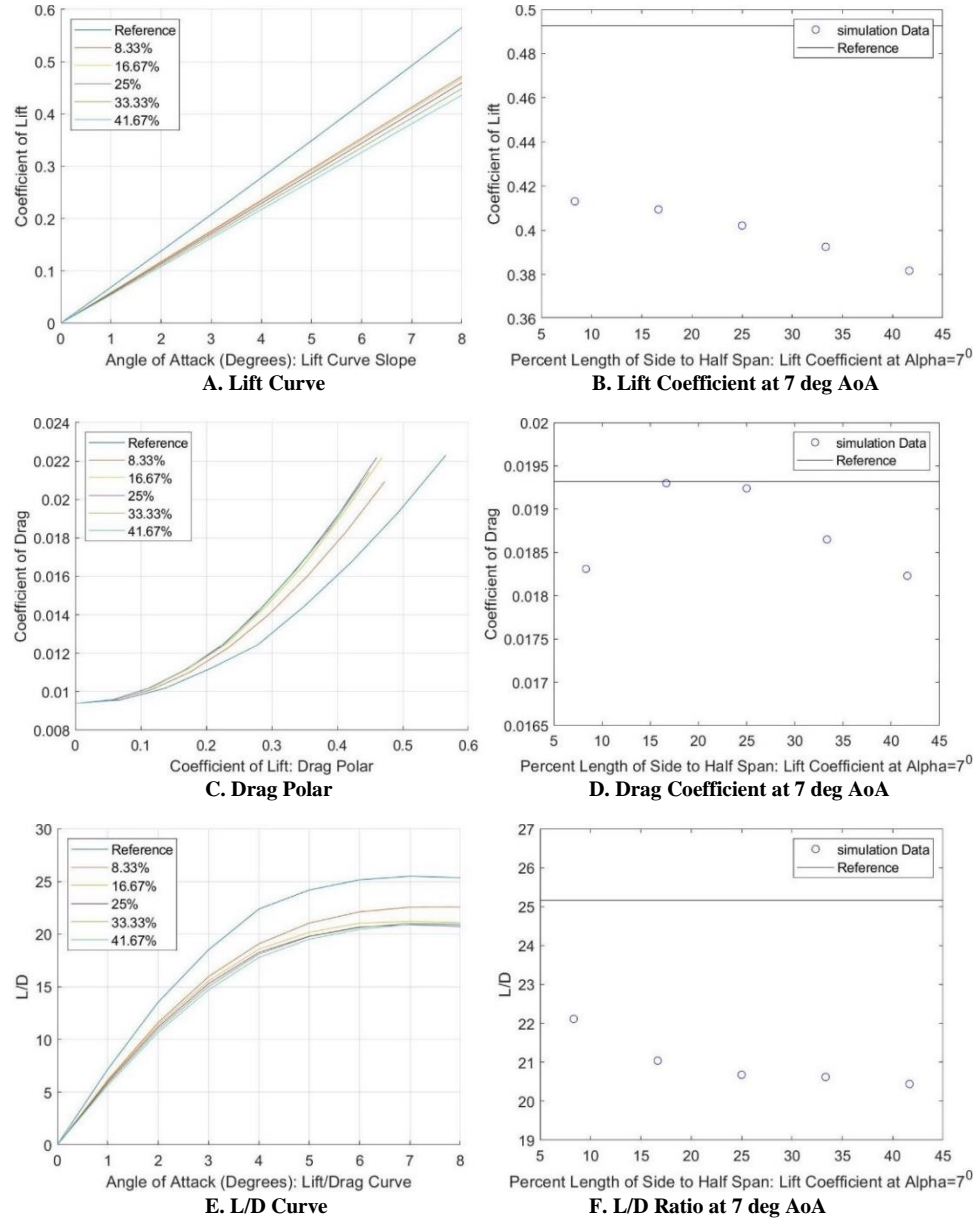 0.6
0.5
0.4
0.3
0.2
0.1
0
Coefficient of Lift
Reference
8.33%
16.67%
25%
33.33%
41.67%
0 1 2 3 4 5 6 7 8
Angle of Attack (Degrees): Lift Curve Slope
A. Lift Curve
0.5
0.48
0.46
0.44
0.42
0.4
0.38
0.36
Coefficient of Lift
simulation Data
Reference
5 10 15 20 25 30 35 40 45
Percent Length of Side to Half Span: Lift Coefficient at Alpha=7⁰
B. Lift Coefficient at 7 deg AoA
0.024
0.022
0.02
0.018
0.016
0.014
0.012
0.01
0.008
Coefficient of Drag
Reference
8.33%
16.67%
25%
33.33%
41.67%
0 0.1 0.2 0.3 0.4 0.5 0.6
Coefficient of Lift: Drag Polar
C. Drag Polar
0.02
0.0195
0.019
0.0185
0.018
0.0175
0.017
0.0165
Coefficient of Drag
simulation Data
Reference
5 10 15 20 25 30 35 40 45
Percent Length of Side to Half Span: Lift Coefficient at Alpha=7⁰
D. Drag Coefficient at 7 deg AoA
30
25
20
15
10
5
0
L/D
Reference
8.33%
16.67%
25%
33.33%
41.67%
0 1 2 3 4 5 6 7 8
Angle of Attack (Degrees): Lift/Drag Curve
E. L/D Curve
27
26
25
24
23
22
21
20
19
L/D
simulation Data
Reference
5 10 15 20 25 30 35 40 45
Percent Length of Side to Half Span: Lift Coefficient at Alpha=7⁰
F. L/D Ratio at 7 deg AoA